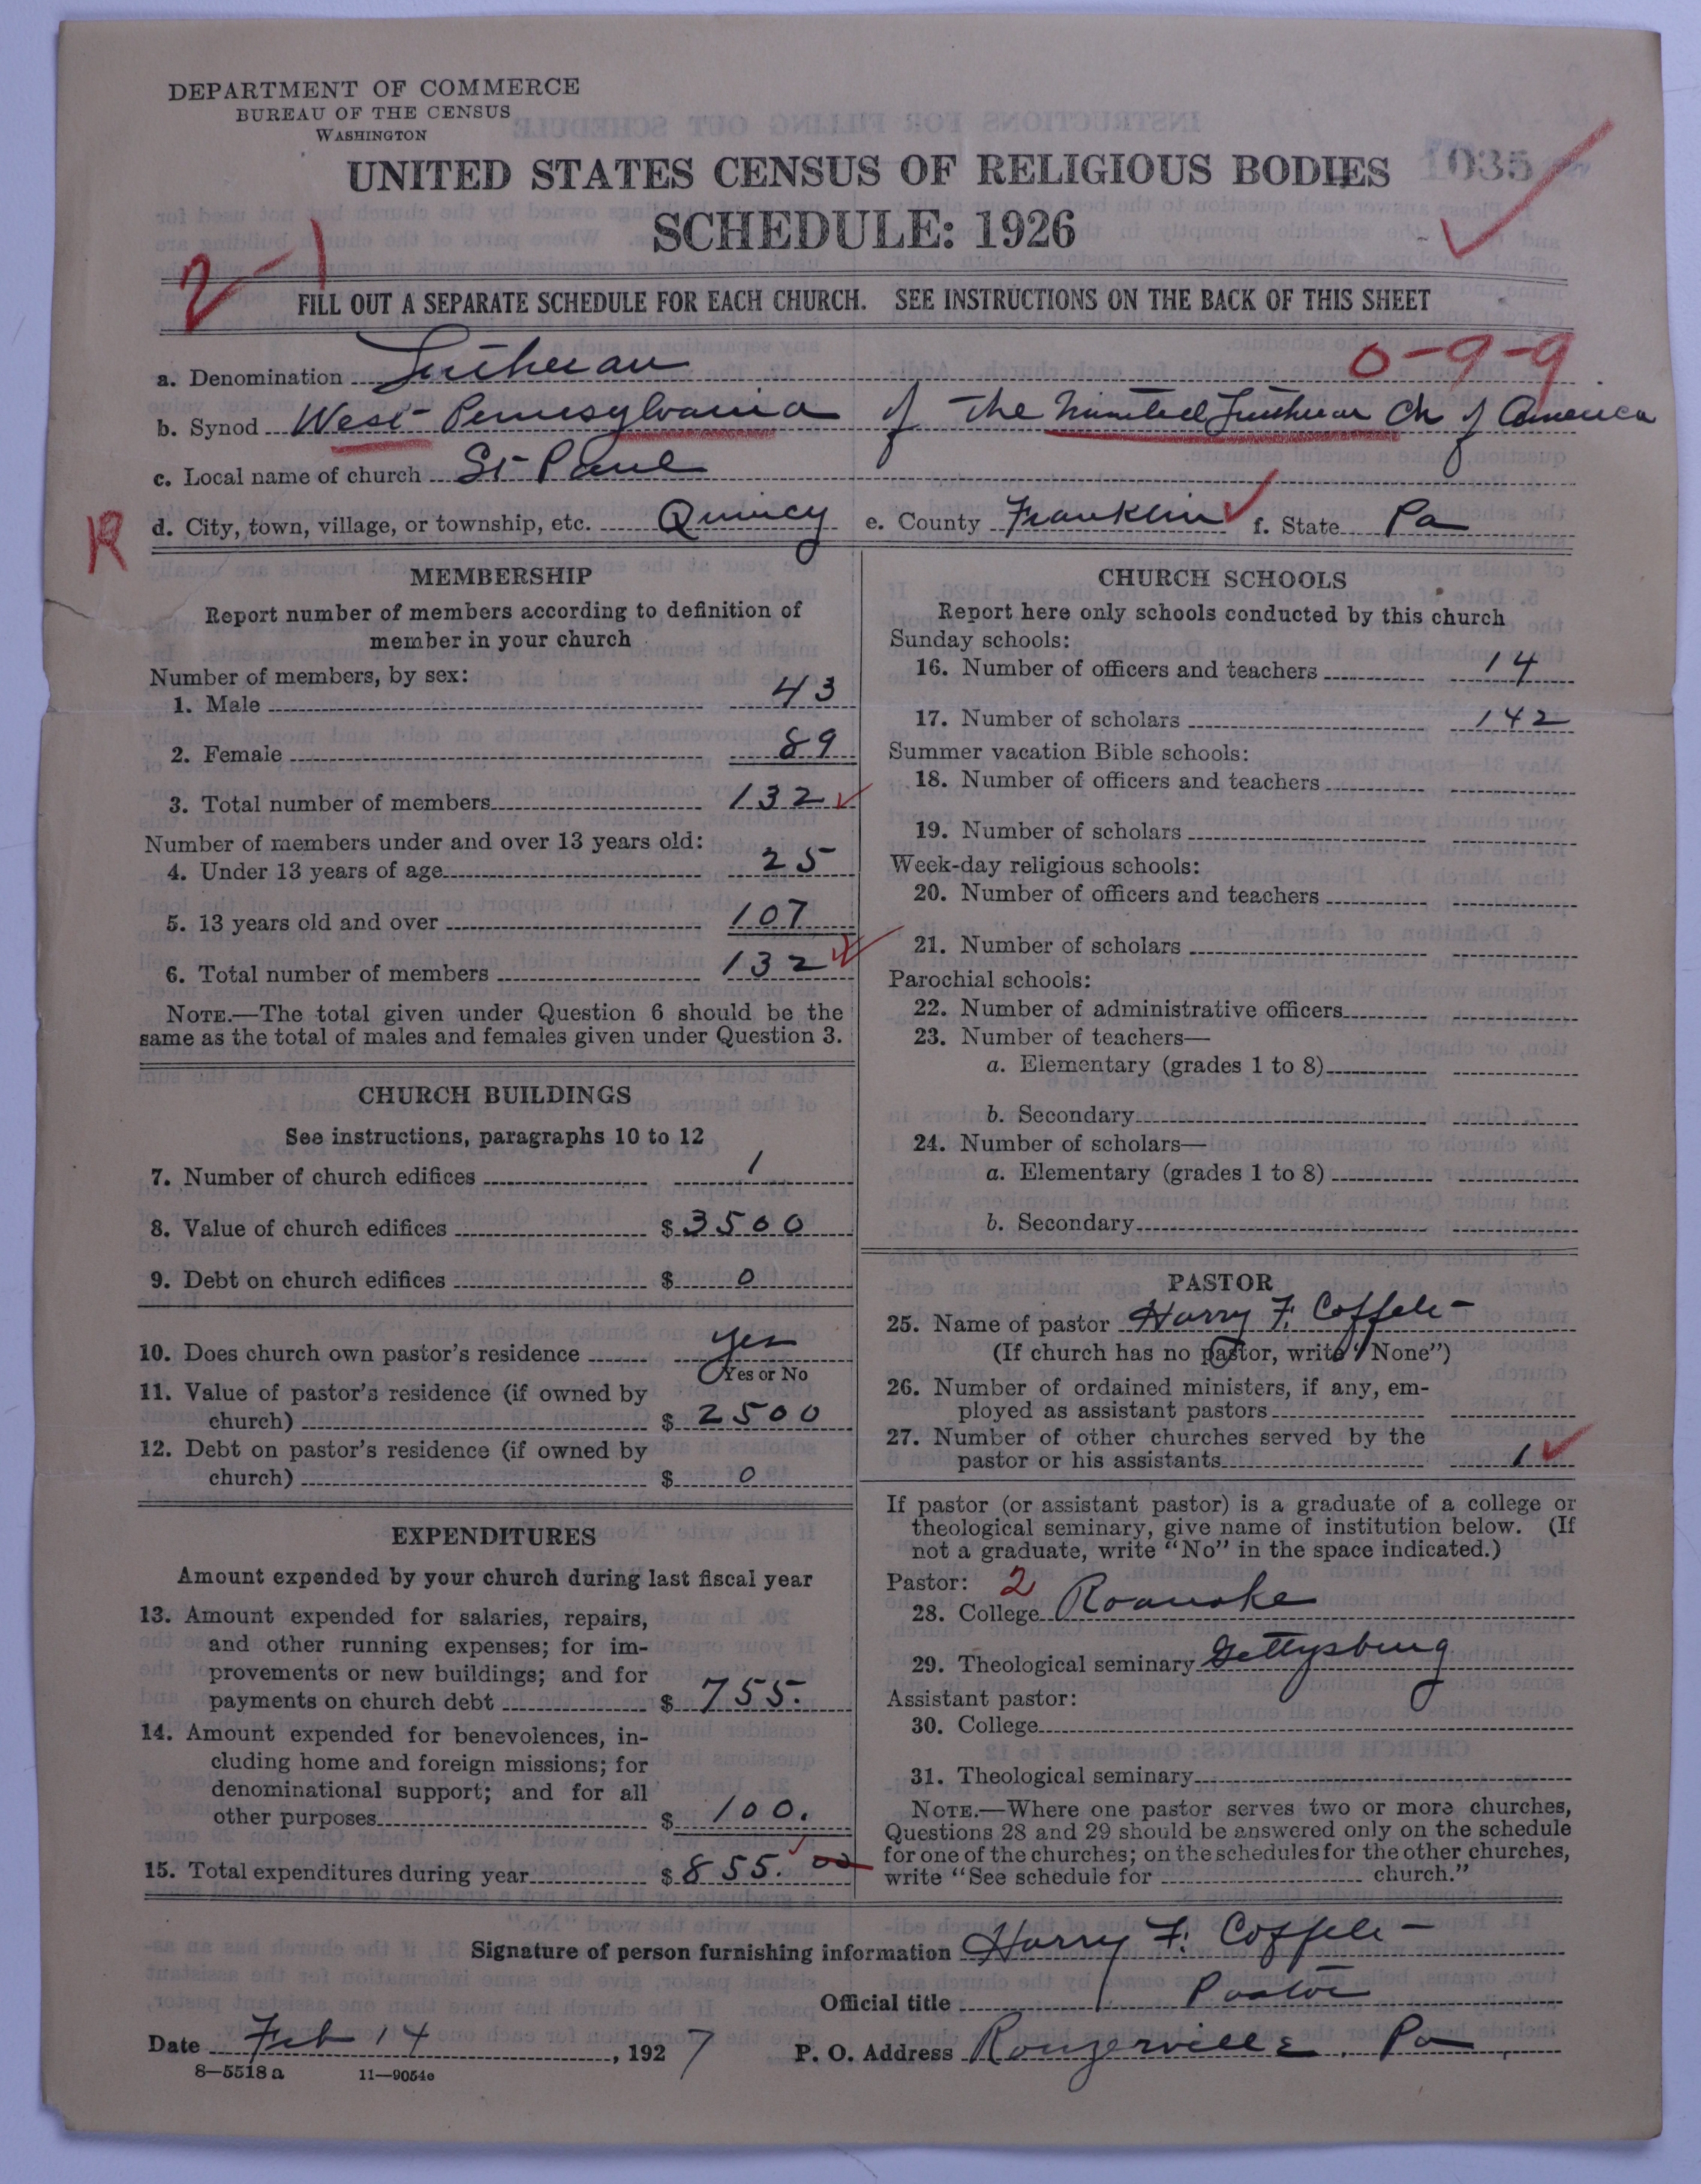 DEPARTMENT OF COMMERCE
BUREAU OF THE CENSUS
WASHINGTON
UNITED STATES CENSUS OF RELIGIOUS BODIES
1035
SCHEDULE: 1926
2-1
FILL OUT A SEPARATE SCHEDULE FOR EACH CHURCH. SEE INSTRUCTIONS ON THE BACK OF THIS SHEET
0-9-9
a. Denomination Lutheran
b. Synod West Pennsylvania of The United Lutheran Ch of America
c. Local name of church St Paul
R
d. City, town, village, or township, etc. Quincy e. County Franklin f. State Pa
MEMBERSHIP
Report number of members according to definition of
member in your church
Number of members, by sex:
1. Male 43
2. Female 89
3. Total number of members 132
Number of members under and over 13 years old:
4. Under 13 years of age 25
5. 13 years old and over 107
6. Total number of members 132
NOTE.—The total given under Question 6 should be the
same as the total of males and females given under Question 3.
CHURCH BUILDINGS
See instructions, paragraphs 10 to 12
7. Number of church edifices 1
8. Value of church edifices $ 3500
9. Debt on church edifices $ 0
10. Does church own pastor's residence yes
Yes or No
11. Value of pastor's residence (if owned by
church) $ 2500
12. Debt on pastor's residence (if owned by
church) $ 0
EXPENDITURES
Amount expended by your church during last fiscal year
13. Amount expended for salaries, repairs,
and other running expenses; for im-
provements or new buildings; and for
payments on church debt $ 755.
14. Amount expended for benevolences, in-
cluding home and foreign missions; for
denominational support; and for all
other purposes $ 100.
15. Total expenditures during year $ 855. 00
CHURCH SCHOOLS
Report here only schools conducted by this church
Sunday schools:
16. Number of officers and teachers 14
17. Number of scholars 142
Summer vacation Bible schools:
18. Number of officers and teachers
19. Number of scholars
Week-day religious schools:
20. Number of officers and teachers
21. Number of scholars
Parochial schools:
22. Number of administrative officers
23. Number of teachers—
a. Elementary (grades 1 to 8)
b. Secondary
24. Number of scholars—
a. Elementary (grades 1 to 8)
b. Secondary
PASTOR
25. Name of pastor Harry F. Coffelt
(If church has no pastor, write "None")
26. Number of ordained ministers, if any, em-
ployed as assistant pastors
27. Number of other churches served by the
pastor or his assistants 1
If pastor (or assistant pastor) is a graduate of a college or
theological seminary, give name of institution below. (If
not a graduate, write "No" in the space indicated.)
Pastor: 2
28. College Roanoke
29. Theological seminary Gettysburg
Assistant pastor:
30. College
31. Theological seminary
NOTE.—Where one pastor serves two or more churches,
Questions 28 and 29 should be answered only on the schedule
for one of the churches; on the schedules for the other churches,
write "See schedule for church."
Signature of person furnishing information Harry F. Coffelt
Official title Pastor
Date Feb 14, 1927 P. O. Address Rouzerville, Pa
8—5518 a 11—9054e